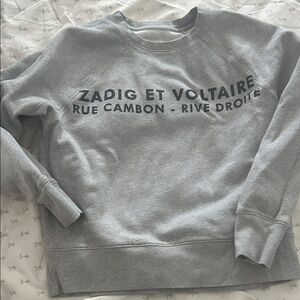 ZADIG ET VOLTAIRE
RUE CAMBON - RIVE DROITE